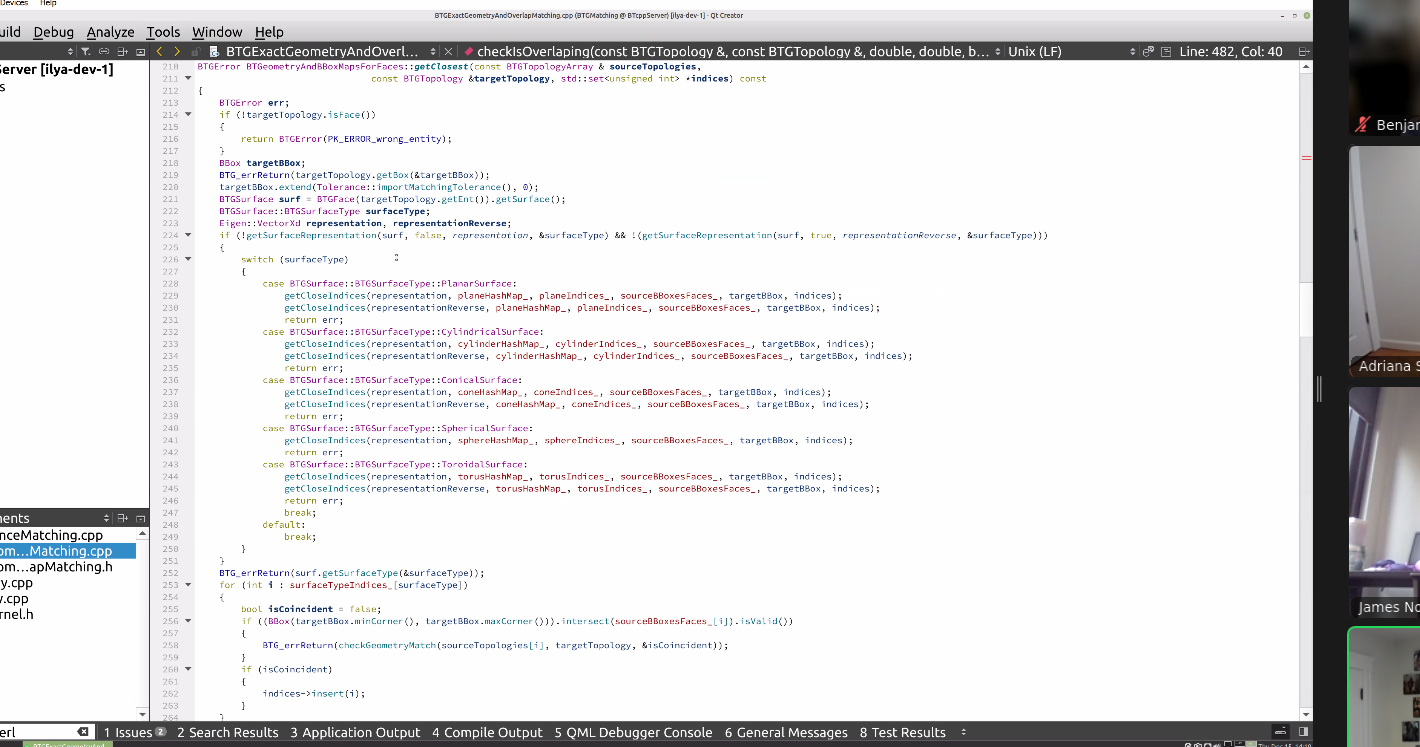 Devices Help
BTGExactGeometryAndOverlapMatching.cpp (BTGMatching @ BTcppServer) [ilya-dev-1] - Qt Creator
uild Debug Analyze Tools Window Help
BTGExactGeometryAndOverl... checkIsOverlaping(const BTGTopology &, const BTGTopology &, double, double, b... Unix (LF) Line: 482, Col: 40
Server [ilya-dev-1]
s
210 BTGError BTGeometryAndBBoxMapsForFaces::getClosest(const BTGTopologyArray & sourceTopologies,
211 const BTGTopology &targetTopology, std::set<unsigned int> *indices) const
212 {
213 BTGError err;
214 if (!targetTopology.isFace())
215 {
216 return BTGError(PK_ERROR_wrong_entity);
217 }
218 BBox targetBBox;
219 BTG_errReturn(targetTopology.getBox(&targetBBox));
220 targetBBox.extend(Tolerance::importMatchingTolerance(), 0);
221 BTGSurface surf = BTGFace(targetTopology.getEnt()).getSurface();
222 BTGSurface::BTGSurfaceType surfaceType;
223 Eigen::VectorXd representation, representationReverse;
224 if (!getSurfaceRepresentation(surf, false, representation, &surfaceType) && !(getSurfaceRepresentation(surf, true, representationReverse, &surfaceType)))
225 {
226 switch (surfaceType)
227 {
228 case BTGSurface::BTGSurfaceType::PlanarSurface:
229 getCloseIndices(representation, planeHashMap_, planeIndices_, sourceBBoxesFaces_, targetBBox, indices);
230 getCloseIndices(representationReverse, planeHashMap_, planeIndices_, sourceBBoxesFaces_, targetBBox, indices);
231 return err;
232 case BTGSurface::BTGSurfaceType::CylindricalSurface:
233 getCloseIndices(representation, cylinderHashMap_, cylinderIndices_, sourceBBoxesFaces_, targetBBox, indices);
234 getCloseIndices(representationReverse, cylinderHashMap_, cylinderIndices_, sourceBBoxesFaces_, targetBBox, indices);
235 return err;
236 case BTGSurface::BTGSurfaceType::ConicalSurface:
237 getCloseIndices(representation, coneHashMap_, coneIndices_, sourceBBoxesFaces_, targetBBox, indices);
238 getCloseIndices(representationReverse, coneHashMap_, coneIndices_, sourceBBoxesFaces_, targetBBox, indices);
239 return err;
240 case BTGSurface::BTGSurfaceType::SphericalSurface:
241 getCloseIndices(representation, sphereHashMap_, sphereIndices_, sourceBBoxesFaces_, targetBBox, indices);
242 return err;
243 case BTGSurface::BTGSurfaceType::ToroidalSurface:
244 getCloseIndices(representation, torusHashMap_, torusIndices_, sourceBBoxesFaces_, targetBBox, indices);
245 getCloseIndices(representationReverse, torusHashMap_, torusIndices_, sourceBBoxesFaces_, targetBBox, indices);
246 return err;
247 break;
248 default:
249 break;
250 }
251 }
252 BTG_errReturn(surf.getSurfaceType(&surfaceType));
253 for (int i : surfaceTypeIndices_[surfaceType])
254 {
255 bool isCoincident = false;
256 if ((BBox(targetBBox.minCorner(), targetBBox.maxCorner())).intersect(sourceBBoxesFaces_[i]).isValid())
257 {
258 BTG_errReturn(checkGeometryMatch(sourceTopologies[i], targetTopology, &isCoincident));
259 }
260 if (isCoincident)
261 {
262 indices->insert(i);
263 }
264 }
ments
nceMatching.cpp
om...Matching.cpp
om...apMatching.h
y.cpp
y.cpp
rnel.h
erl
1 Issues 2 2 Search Results 3 Application Output 4 Compile Output 5 QML Debugger Console 6 General Messages 8 Test Results
Benjan
Adriana S
James No